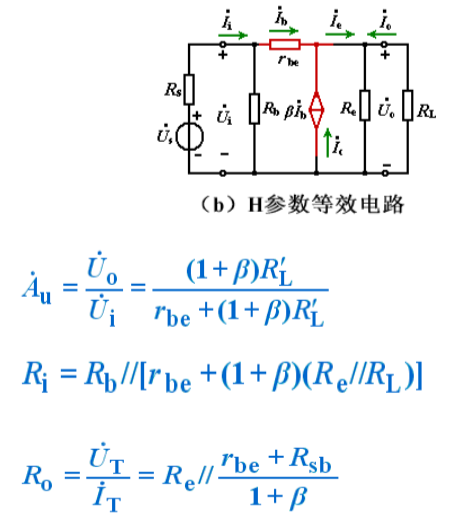 İi İb İe İo
+ rbe +
Rs Rb βİb Re U̇o RL
+ U̇i
U̇s
- - İc -
（b）H参数等效电路
Ȧu = U̇o / U̇i = (1+β)R′L / rbe+(1+β)R′L
Ri = Rb//[rbe+(1+β)(Re//RL)]
Ro = U̇T / İT = Re// rbe+Rsb / 1+β